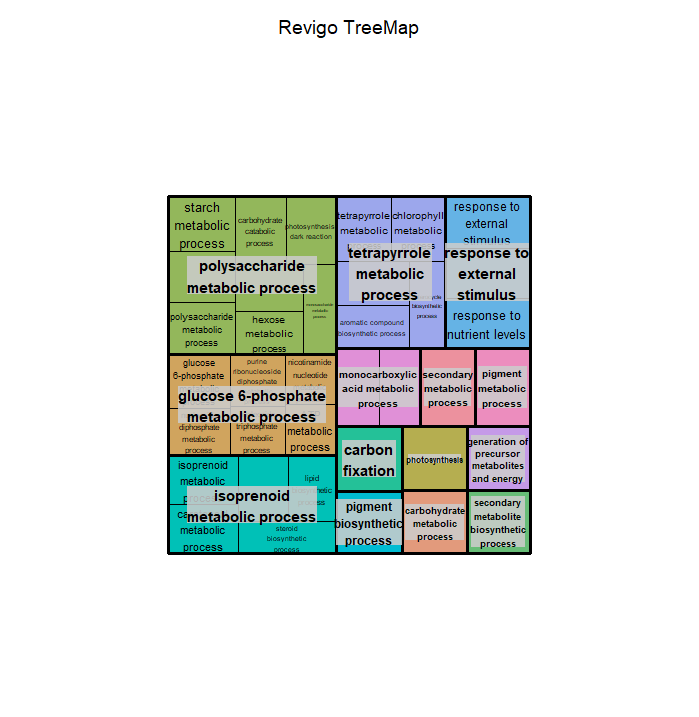 Revigo TreeMap
starch
metabolic
process
carbohydrate
catabolic
process
photosynthesis,
dark reaction
polysaccharide
metabolic process
polysaccharide
metabolic
process
hexose
metabolic
process
monosaccharide
metabolic
process
tetrapyrrole
metabolic
chlorophyll
metabolic
tetrapyrrole
metabolic
process
biosynthetic
process
aromatic compound
biosynthetic process
response to
external
stimulus
response to
external
stimulus
response to
nutrient levels
glucose
6-phosphate
purine
ribonucleoside
diphosphate
nicotinamide
nucleotide
glucose 6-phosphate
metabolic process
diphosphate
metabolic
process
triphosphate
metabolic
process
metabolic
process
monocarboxylic
acid metabolic
process
secondary
metabolic
process
pigment
metabolic
process
isoprenoid
metabolic
lipid
isoprenoid
metabolic process
metabolic
process
steroid
biosynthetic
process
carbon
fixation
photosynthesis
generation of
precursor
metabolites
and energy
pigment
biosynthetic
process
carbohydrate
metabolic
process
secondary
metabolite
biosynthetic
process